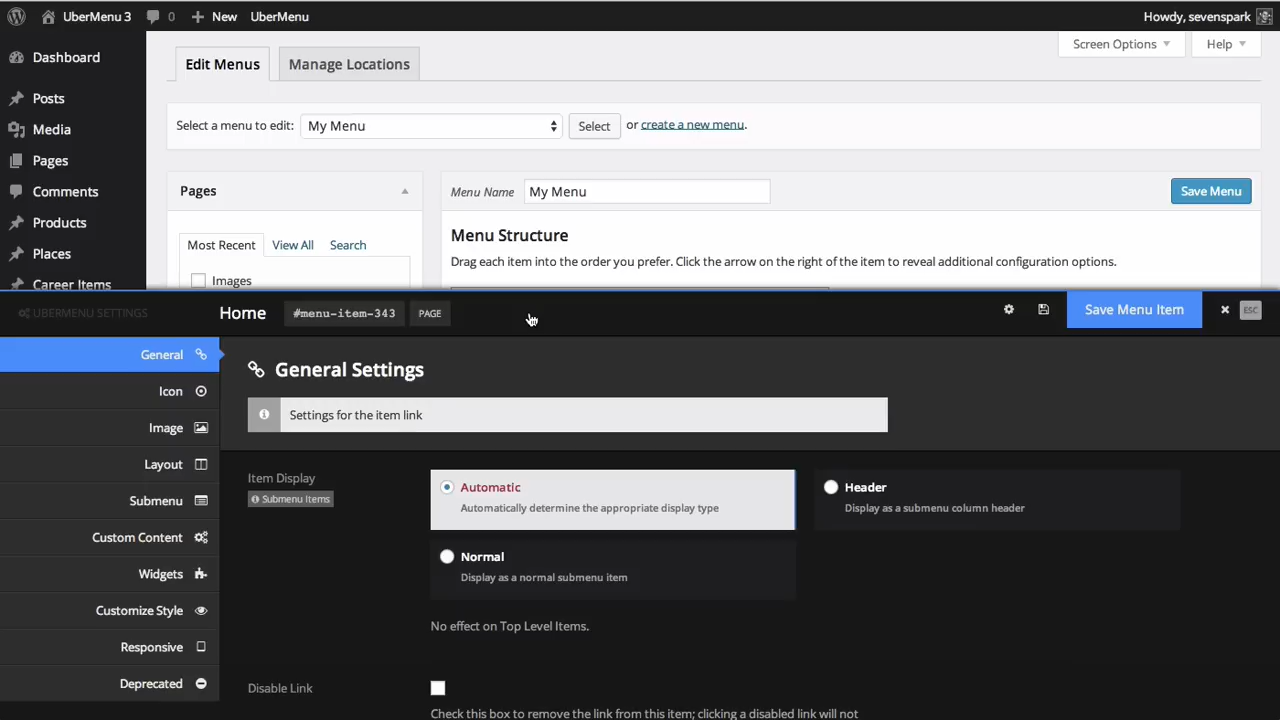 UberMenu 3 0 New UberMenu Howdy, sevenspark
Dashboard
Posts
Media
Pages
Comments
Products
Places
Career Items
Edit Menus Manage Locations
Screen Options Help
Select a menu to edit: My Menu Select or create a new menu.
Pages
Most Recent View All Search
Images
Menu Name My Menu Save Menu
Menu Structure
Drag each item into the order you prefer. Click the arrow on the right of the item to reveal additional configuration options.
UBERMENU SETTINGS Home #menu-item-343 PAGE Save Menu Item ESC
General
Icon
Image
Layout
Submenu
Custom Content
Widgets
Customize Style
Responsive
Deprecated
General Settings
Settings for the item link
Item Display
Submenu Items
Automatic
Automatically determine the appropriate display type
Header
Display as a submenu column header
Normal
Display as a normal submenu item
No effect on Top Level Items.
Disable Link
Check this box to remove the link from this item; clicking a disabled link will not